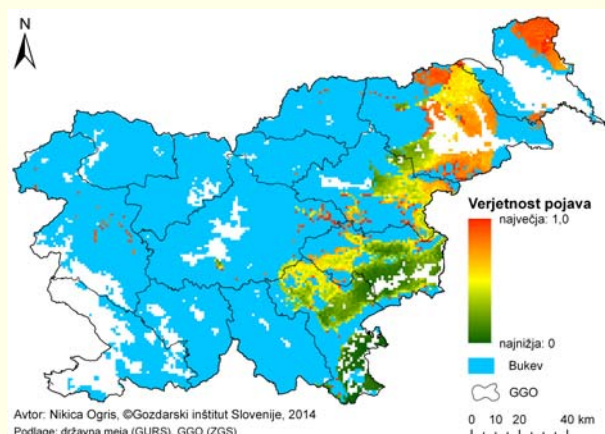 N
Verjetnost pojava
največja: 1,0
najnižja: 0
Bukev
GGO
Avtor: Nikica Ogris, ©Gozdarski inštitut Slovenije, 2014
0 10 20 40 km
Podlage: državna meja (GURS), GGO (ZGS)